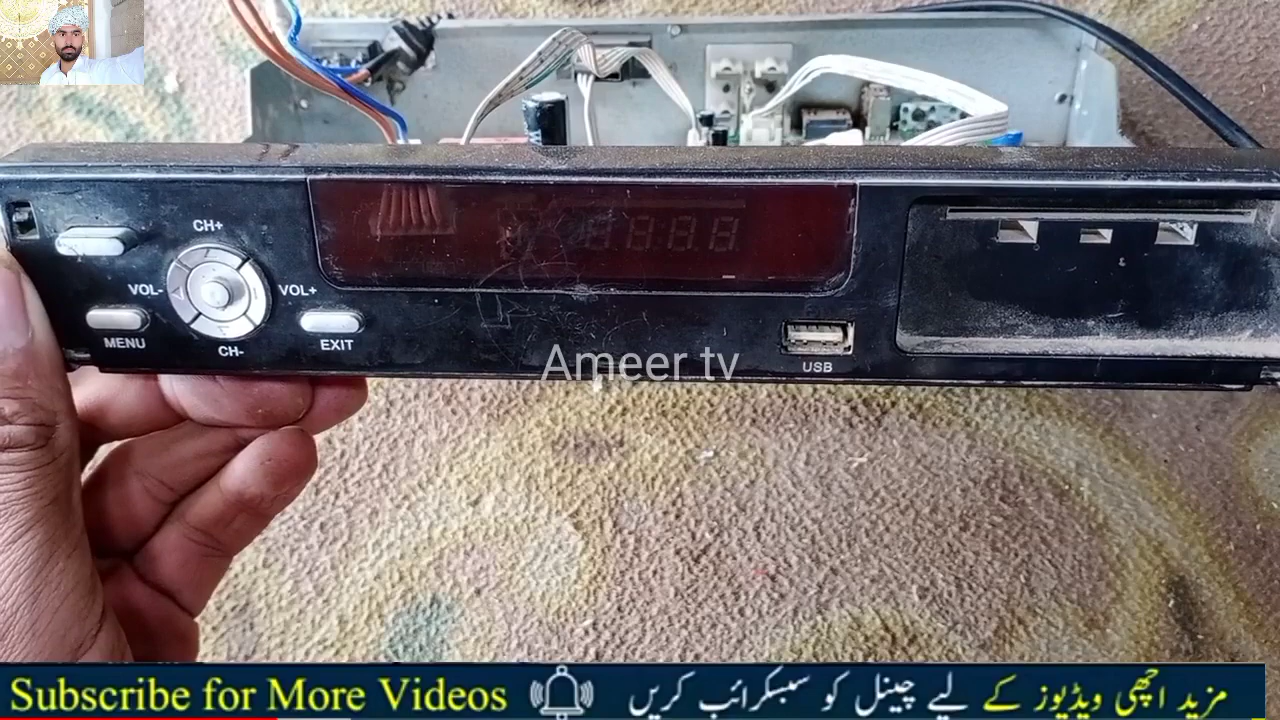 CH+
VOL-
VOL+
MENU
CH-
EXIT
USB
Ameer tv
Subscribe for More Videos
مزید اچھی ویڈیوز کے لیے چینل کو سبسکرائب کریں